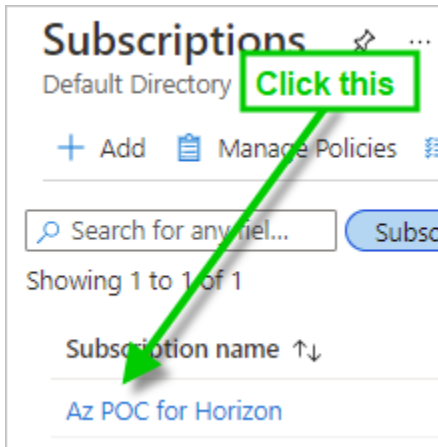 Subscriptions
Default Directory
Click this
+ Add Manage Policies
Search for any fiel... Subsc
Showing 1 to 1 of 1
Subscription name ↑↓
Az POC for Horizon